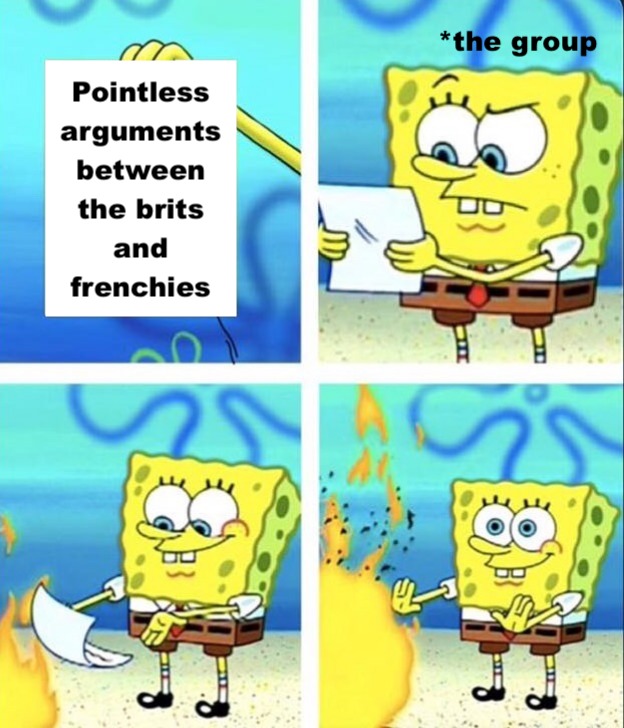 Pointless
arguments
between
the brits
and
frenchies
*the group